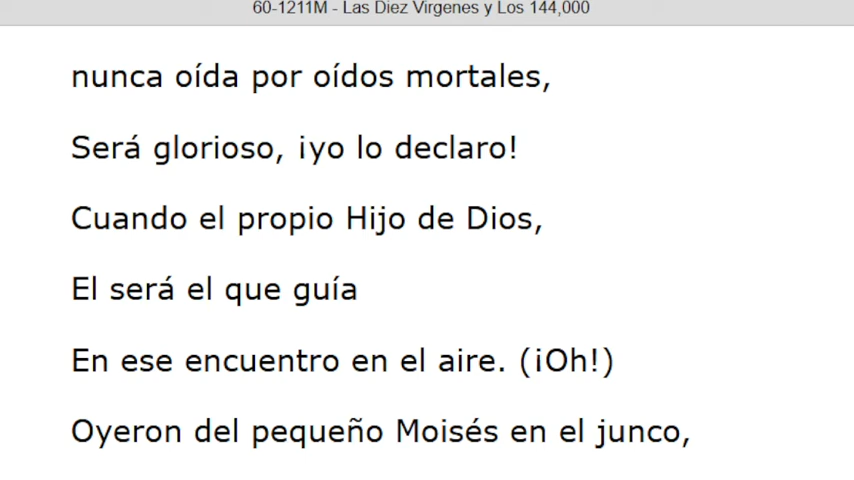 60-1211M - Las Diez Virgenes y Los 144,000
nunca oída por oídos mortales,
Será glorioso, ¡yo lo declaro!
Cuando el propio Hijo de Dios,
El será el que guía
En ese encuentro en el aire. (¡Oh!)
Oyeron del pequeño Moisés en el junco,